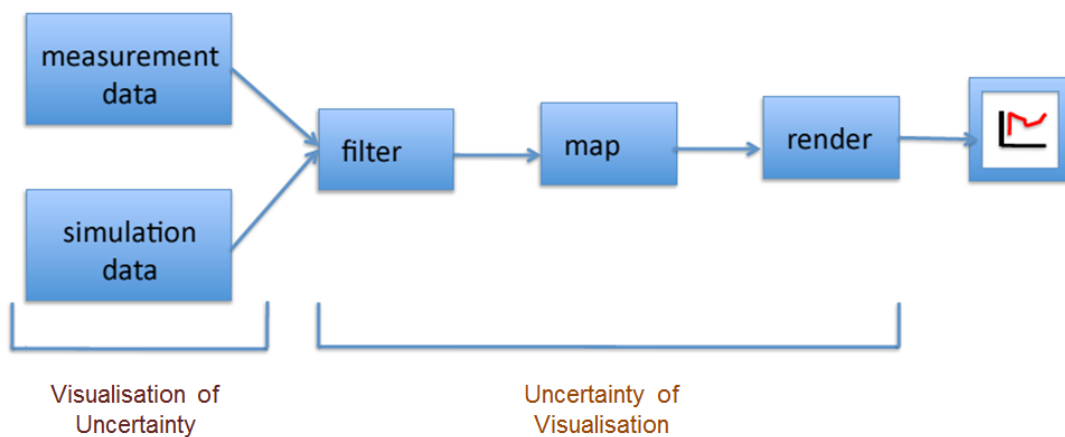 measurement
data
filter
map
render
simulation
data
Visualisation of
Uncertainty
Uncertainty of
Visualisation